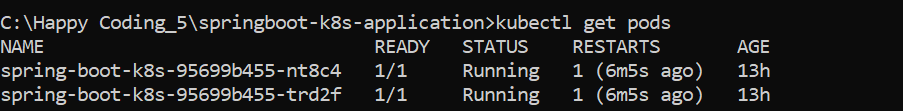 C:\Happy Coding_5\springboot-k8s-application>kubectl get pods
NAME READY STATUS RESTARTS AGE
spring-boot-k8s-95699b455-nt8c4 1/1 Running 1 (6m5s ago) 13h
spring-boot-k8s-95699b455-trd2f 1/1 Running 1 (6m5s ago) 13h